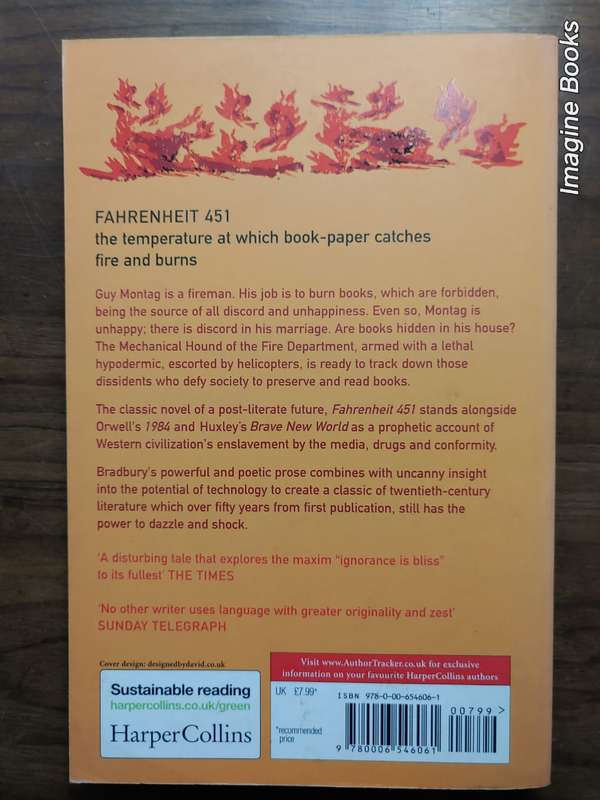 Imagine Books
FAHRENHEIT 451
the temperature at which book-paper catches
fire and burns
Guy Montag is a fireman. His job is to burn books, which are forbidden,
being the source of all discord and unhappiness. Even so, Montag is
unhappy; there is discord in his marriage. Are books hidden in his house?
The Mechanical Hound of the Fire Department, armed with a lethal
hypodermic, escorted by helicopters, is ready to track down those
dissidents who defy society to preserve and read books.
The classic novel of a post-literate future, Fahrenheit 451 stands alongside
Orwell's 1984 and Huxley's Brave New World as a prophetic account of
Western civilization's enslavement by the media, drugs and conformity.
Bradbury's powerful and poetic prose combines with uncanny insight
into the potential of technology to create a classic of twentieth-century
literature which over fifty years from first publication, still has the
power to dazzle and shock.
'A disturbing tale that explores the maxim "ignorance is bliss"
to its fullest' THE TIMES
'No other writer uses language with greater originality and zest'
SUNDAY TELEGRAPH
Cover design: designedbydavid.co.uk
Sustainable reading
harpercollins.co.uk/green
HarperCollins
Visit www.AuthorTracker.co.uk for exclusive
information on your favourite HarperCollins authors
UK £7.99*
*recommended
price
ISBN 978-0-00-654606-1
00799 >
9 780006 546061